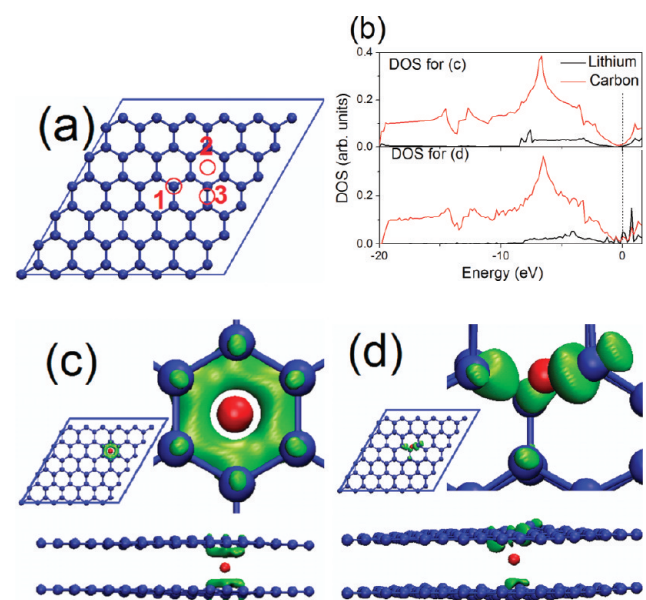 (a)
1
2
3
(b)
DOS for (c)
Lithium
Carbon
DOS for (d)
DOS (arb. units)
0.4
0.2
0.0
0.2
0.0
-20
-10
-5
0
Energy (eV)
(c)
(d)